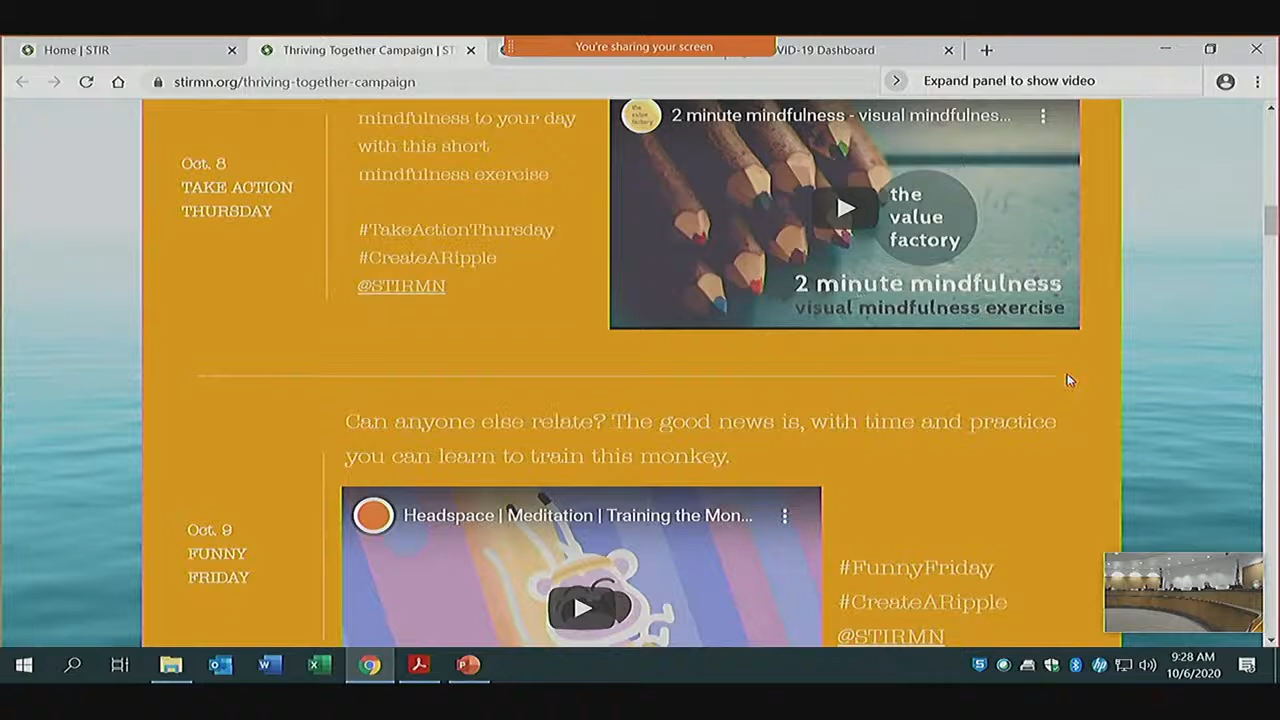 Home | STIR
Thriving Together Campaign | ST
You're sharing your screen
VID-19 Dashboard
stirmn.org/thriving-together-campaign
Expand panel to show video
Oct. 8
TAKE ACTION
THURSDAY
mindfulness to your day
with this short
mindfulness exercise
#TakeActionThursday
#CreateARipple
@STIRMN
the
value
factory
2 minute mindfulness - visual mindfulnes...
the
value
factory
2 minute mindfulness
visual mindfulness exercise
Can anyone else relate? The good news is, with time and practice
you can learn to train this monkey.
Oct. 9
FUNNY
FRIDAY
Headspace | Meditation | Training the Mon...
#FunnyFriday
#CreateARipple
@STIRMN
9:28 AM
10/6/2020